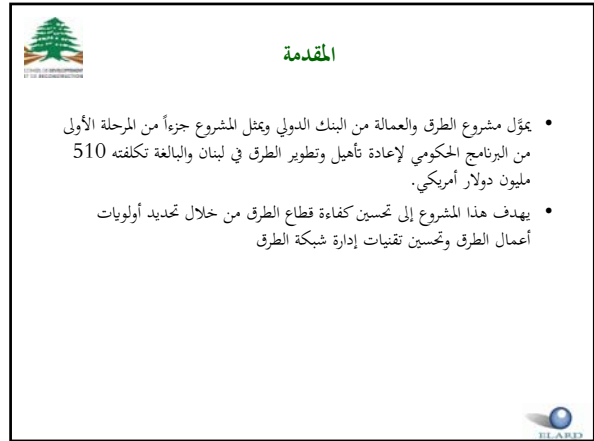 المقدمة
• يموَّل مشروع الطرق والعمالة من البنك الدولي ويمثل المشروع جزءاً من المرحلة الأولى
من البرنامج الحكومي لإعادة تأهيل وتطوير الطرق في لبنان والبالغة تكلفته 510
مليون دولار أمريكي.
• يهدف هذا المشروع إلى تحسين كفاءة قطاع الطرق من خلال تحديد أولويات
أعمال الطرق وتحسين تقنيات إدارة شبكة الطرق
ELARD